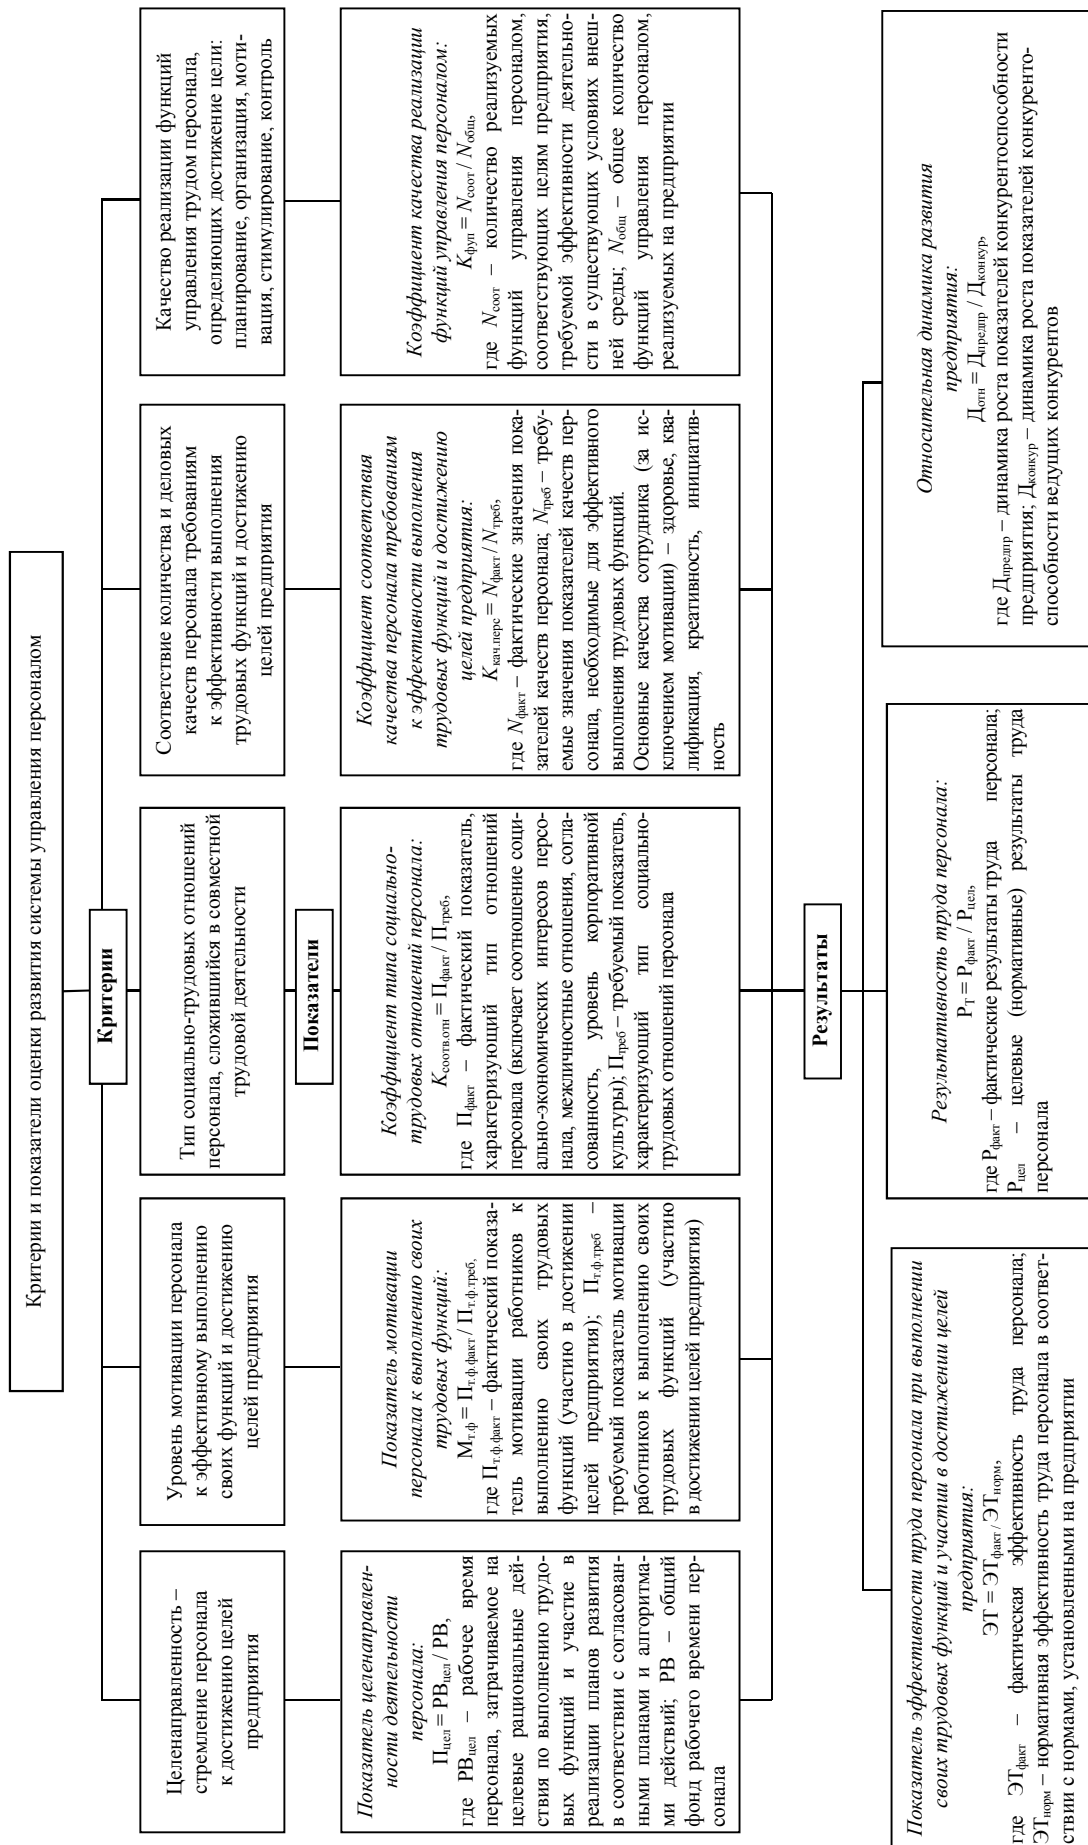 Критерии и показатели оценки развития системы управления персоналом
Критерии
Целенаправленность –
стремление персонала
к достижению целей
предприятия
Уровень мотивации персонала
к эффективному выполнению
своих функций и достижению
целей предприятия
Тип социально-трудовых отношений
персонала, сложившийся в совместной
трудовой деятельности
Соответствие количества и деловых
качеств персонала требованиям
к эффективности выполнения
трудовых функций и достижению
целей предприятия
Качество реализации функций
управления трудом персонала,
определяющих достижение цели:
планирование, организация, моти-
вация, стимулирование, контроль
Показатели
Показатель целенаправлен-
ности деятельности
персонала:
Пцел = РВцел / РВ,
где РВцел – рабочее время
персонала, затрачиваемое на
целевые рациональные дей-
ствия по выполнению трудо-
вых функций и участие в
реализации планов развития
в соответствии с согласован-
ными планами и алгоритма-
ми действий; РВ – общий
фонд рабочего времени пер-
сонала
Показатель мотивации
персонала к выполнению своих
трудовых функций:
Мт.ф = Пт.ф.факт / Пт.ф.треб,
где Пт.ф.факт – фактический показа-
тель мотивации работников к
выполнению своих трудовых
функций (участию в достижении
целей предприятия); Пт.ф.треб –
требуемый показатель мотивации
работников к выполнению своих
трудовых функций (участию
в достижении целей предприятия)
Коэффициент типа социально-
трудовых отношений персонала:
Kсоотв.отн = Пфакт / Птреб,
где Пфакт – фактический показатель,
характеризующий тип отношений
персонала (включает соотношение соци-
ально-экономических интересов персо-
нала, межличностные отношения, согла-
сованность, уровень корпоративной
культуры); Птреб – требуемый показатель,
характеризующий тип социально-
трудовых отношений персонала
Коэффициент соответствия
качества персонала требованиям
к эффективности выполнения
трудовых функций и достижению
целей предприятия:
Kкач.перс = Nфакт / Nтреб,
где Nфакт – фактические значения пока-
зателей качеств персонала; Nтреб – требу-
емые значения показателей качеств пер-
сонала, необходимые для эффективного
выполнения трудовых функций.
Основные качества сотрудника (за ис-
ключением мотивации) – здоровье, ква-
лификация, креативность, инициатив-
ность
Коэффициент качества реализации
функций управления персоналом:
Kфуп = Nсоот / Nобщ,
где Nсоот – количество реализуемых
функций управления персоналом,
соответствующих целям предприятия,
требуемой эффективности деятельно-
сти в существующих условиях внеш-
ней среды; Nобщ – общее количество
функций управления персоналом,
реализуемых на предприятии
Результаты
Показатель эффективности труда персонала при выполнении
своих трудовых функций и участии в достижении целей
предприятия:
ЭТ = ЭТфакт / ЭТнорм,
где ЭТфакт – фактическая эффективность труда персонала;
ЭТнорм – нормативная эффективность труда персонала в соответ-
ствии с нормами, установленными на предприятии
Результативность труда персонала:
РТ = Рфакт / Рцел,
где Рфакт – фактические результаты труда персонала;
Рцел – целевые (нормативные) результаты труда
персонала
Относительная динамика развития
предприятия:
Дотн = Дпредпр / Дконкур,
где Дпредпр – динамика роста показателей конкурентоспособности
предприятия; Дконкур – динамика роста показателей конкуренто-
способности ведущих конкурентов